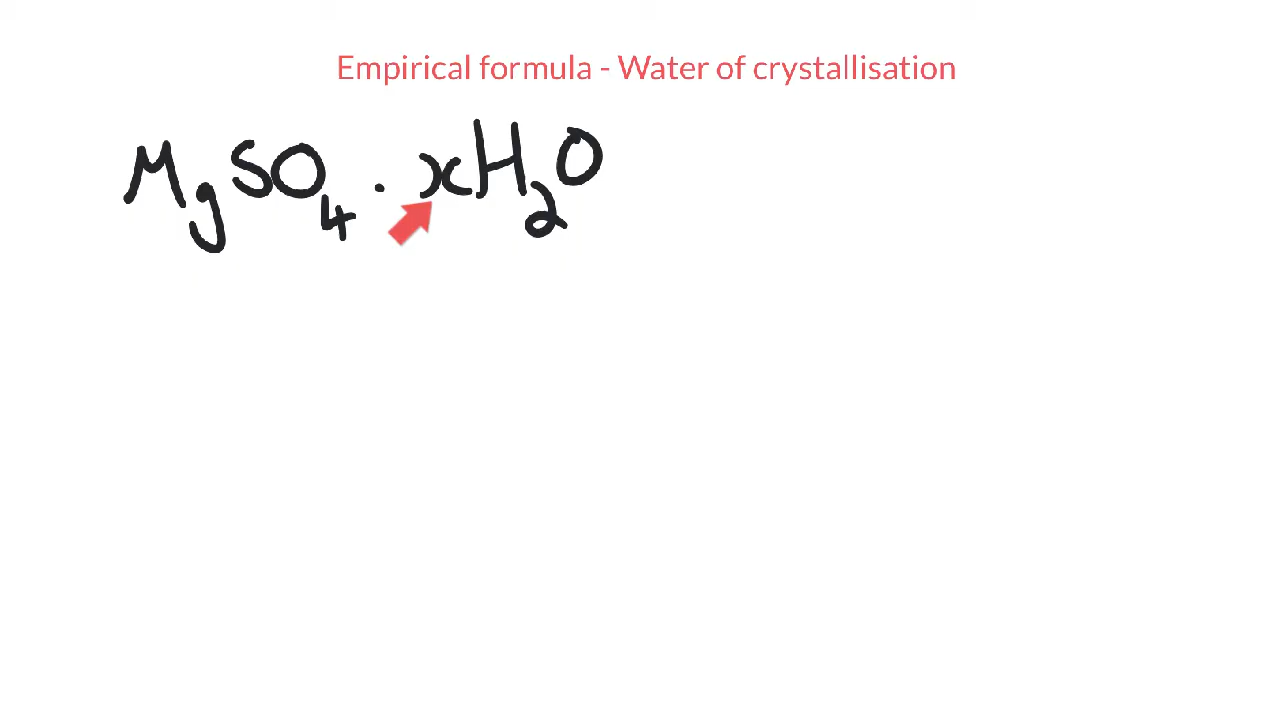 Empirical formula - Water of crystallisation
MgSO₄ . xH₂O